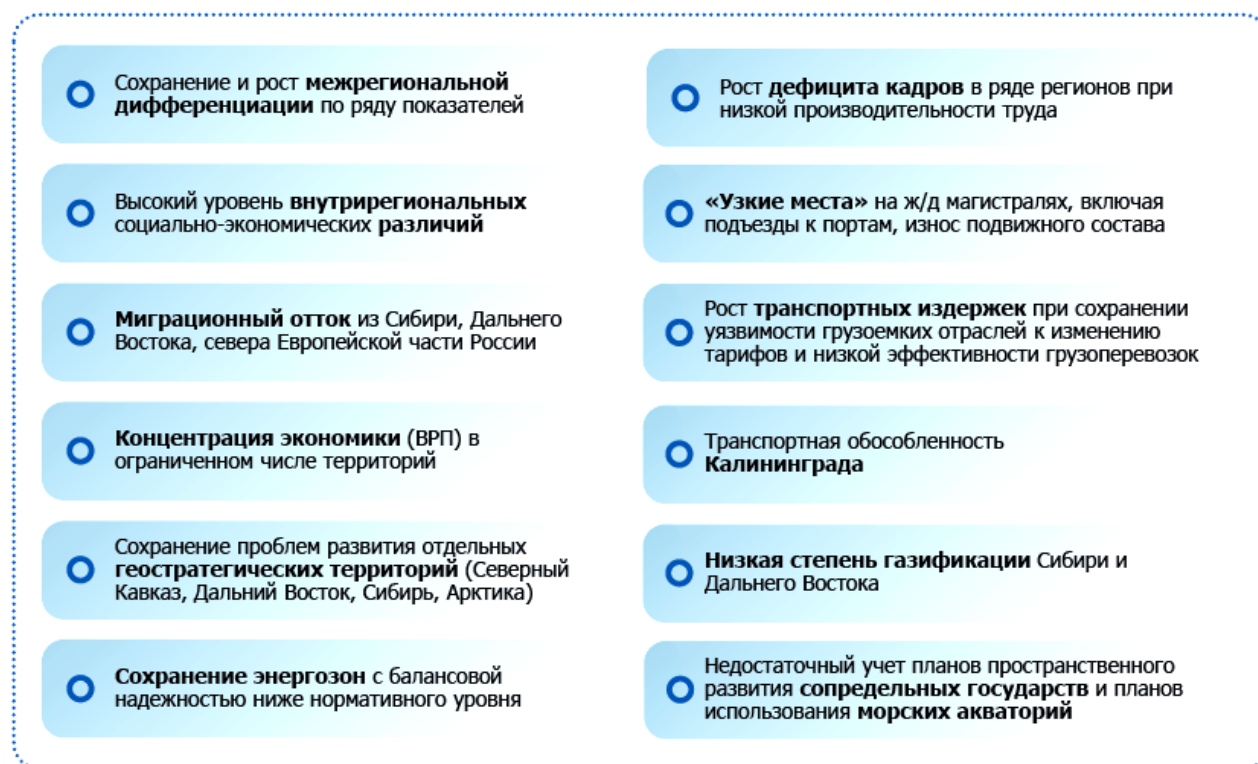 Сохранение и рост межрегиональной
дифференциации по ряду показателей
Высокий уровень внутрирегиональных
социально-экономических различий
Миграционный отток из Сибири, Дальнего
Востока, севера Европейской части России
Концентрация экономики (ВРП) в
ограниченном числе территорий
Сохранение проблем развития отдельных
геостратегических территорий (Северный
Кавказ, Дальний Восток, Сибирь, Арктика)
Сохранение энергозон с балансовой
надежностью ниже нормативного уровня
Рост дефицита кадров в ряде регионов при
низкой производительности труда
«Узкие места» на ж/д магистралях, включая
подъезды к портам, износ подвижного состава
Рост транспортных издержек при сохранении
уязвимости грузоемких отраслей к изменению
тарифов и низкой эффективности грузоперевозок
Транспортная обособленность
Калининграда
Низкая степень газификации Сибири и
Дальнего Востока
Недостаточный учет планов пространственного
развития сопредельных государств и планов
использования морских акваторий